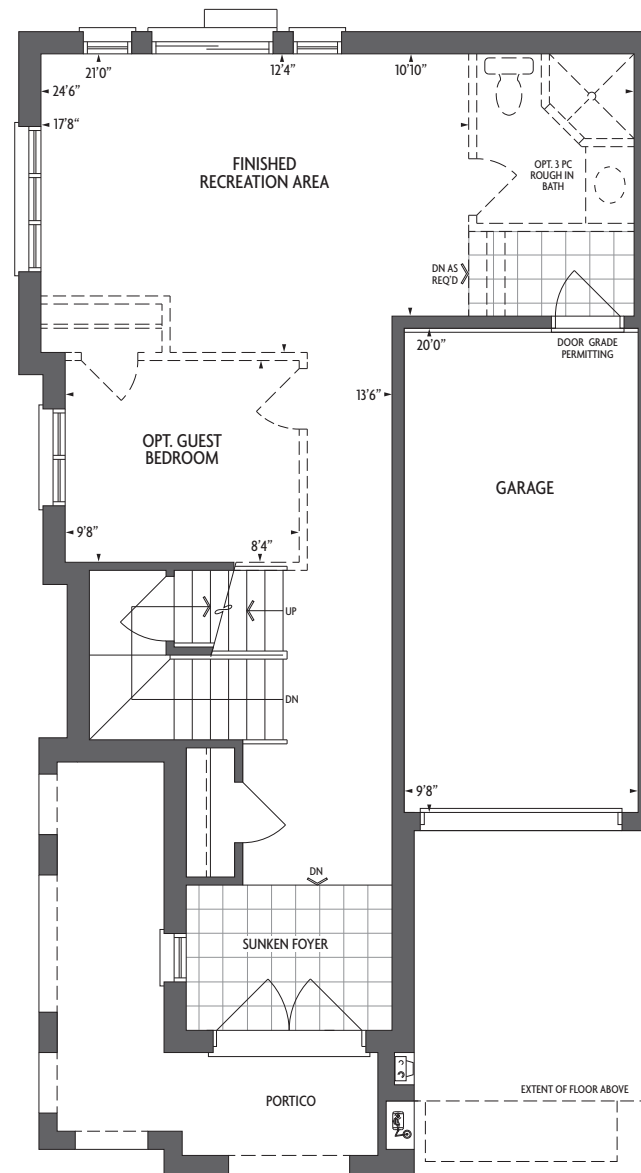 21'0"
12'4"
10'10"
24'6"
17'8"
FINISHED
RECREATION AREA
OPT. 3 PC
ROUGH IN
BATH
DN AS
REQ'D
20'0"
DOOR GRADE
PERMITTING
13'6"
OPT. GUEST
BEDROOM
GARAGE
9'8"
8'4"
UP
DN
9'8"
DN
SUNKEN FOYER
PORTICO
EXTENT OF FLOOR ABOVE